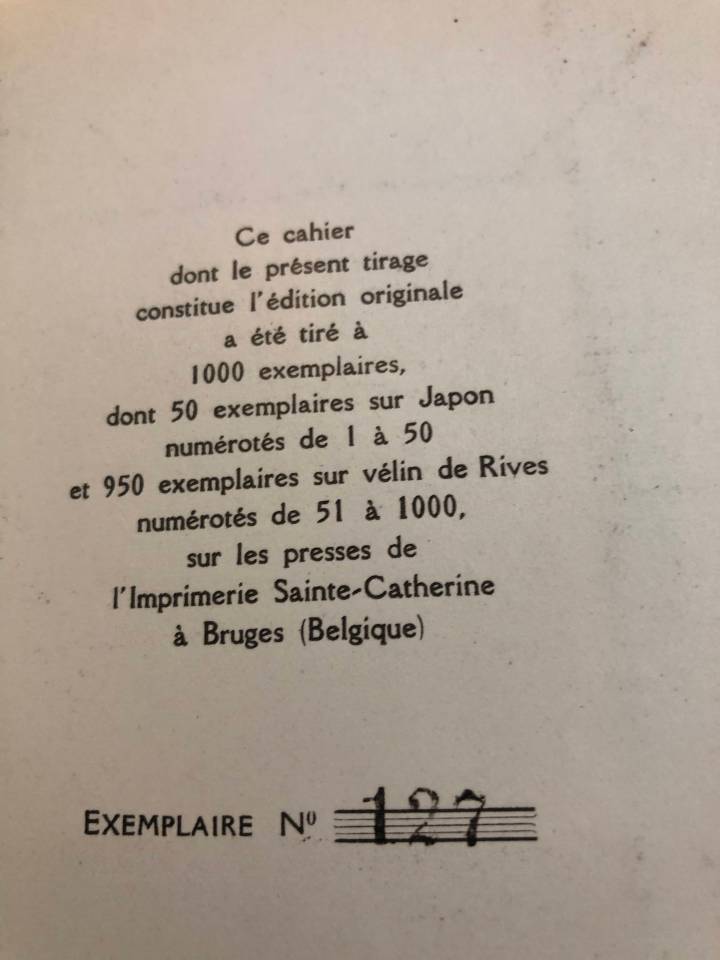 Ce cahier
dont le présent tirage
constitue l'édition originale
a été tiré à
1000 exemplaires,
dont 50 exemplaires sur Japon
numérotés de 1 à 50
et 950 exemplaires sur vélin de Rives
numérotés de 51 à 1000,
sur les presses de
l'Imprimerie Sainte-Catherine
à Bruges (Belgique)
EXEMPLAIRE Nº 127